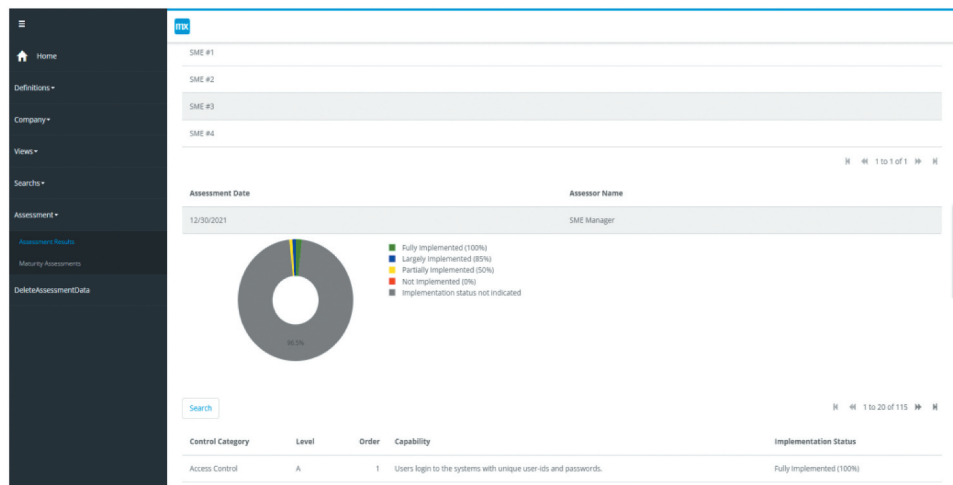 mx
Home
Definitions
Company
Views
Searchs
Assessment
Assessment Results
Maturity Assessments
DeleteAssessmentData
SME #1
SME #2
SME #3
SME #4
1 to 1 of 1
Assessment Date Assessor Name
12/30/2021 SME Manager
Fully Implemented (100%)
Largely Implemented (85%)
Partially Implemented (50%)
Not Implemented (0%)
Implementation status not indicated
Search
1 to 20 of 115
Control Category Level Order Capability Implementation Status
Access Control A 1 Users login to the systems with unique user-ids and passwords. Fully Implemented (100%)